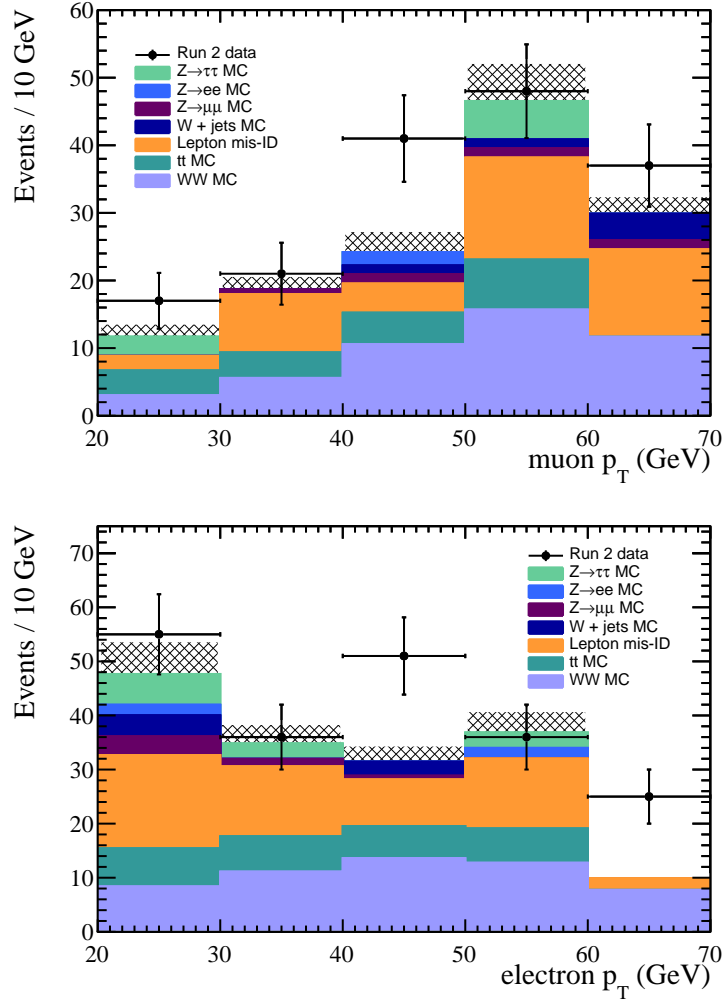 60
50
40
30
20
10
0
Events / 10 GeV
Run 2 data
Z→ττ MC
Z→ee MC
Z→μμ MC
W + jets MC
Lepton mis-ID
tt MC
WW MC
20 30 40 50 60 70
muon p_T (GeV)
70
60
50
40
30
20
10
0
Events / 10 GeV
Run 2 data
Z→ττ MC
Z→ee MC
Z→μμ MC
W + jets MC
Lepton mis-ID
tt MC
WW MC
20 30 40 50 60 70
electron p_T (GeV)